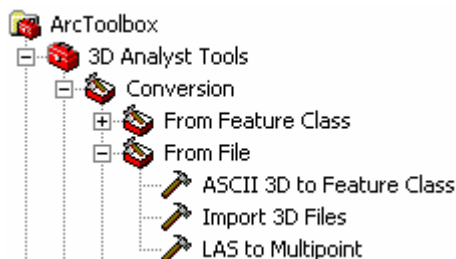 ArcToolbox
3D Analyst Tools
Conversion
From Feature Class
From File
ASCII 3D to Feature Class
Import 3D Files
LAS to Multipoint